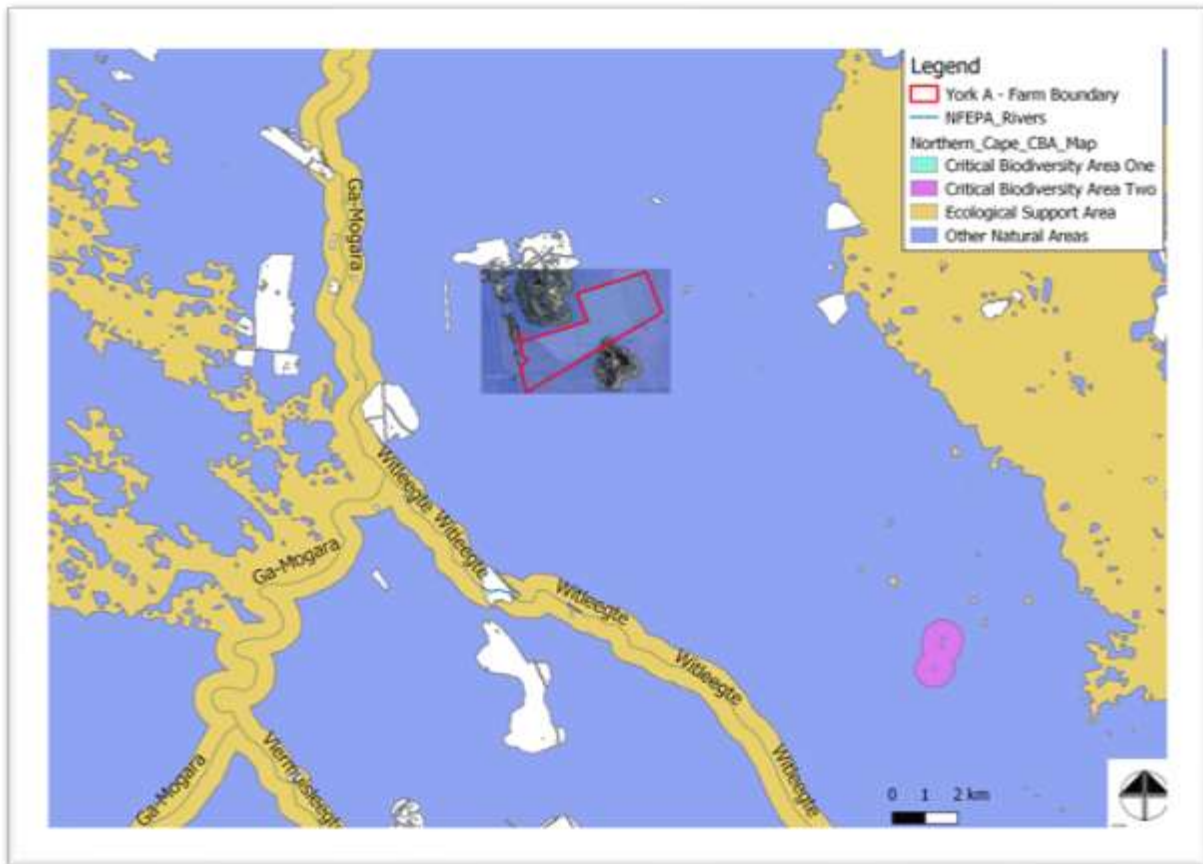 Legend
York A - Farm Boundary
NFEPA_Rivers
Northern_Cape_CBA_Map
Critical Biodiversity Area One
Critical Biodiversity Area Two
Ecological Support Area
Other Natural Areas
Ga-Mogara
Witleegte Witleegte
Ga-Mogara
Witleegte
Witleegte
Witleegte
Ga-Mogara
Vlermuisleegte
0 1 2 km